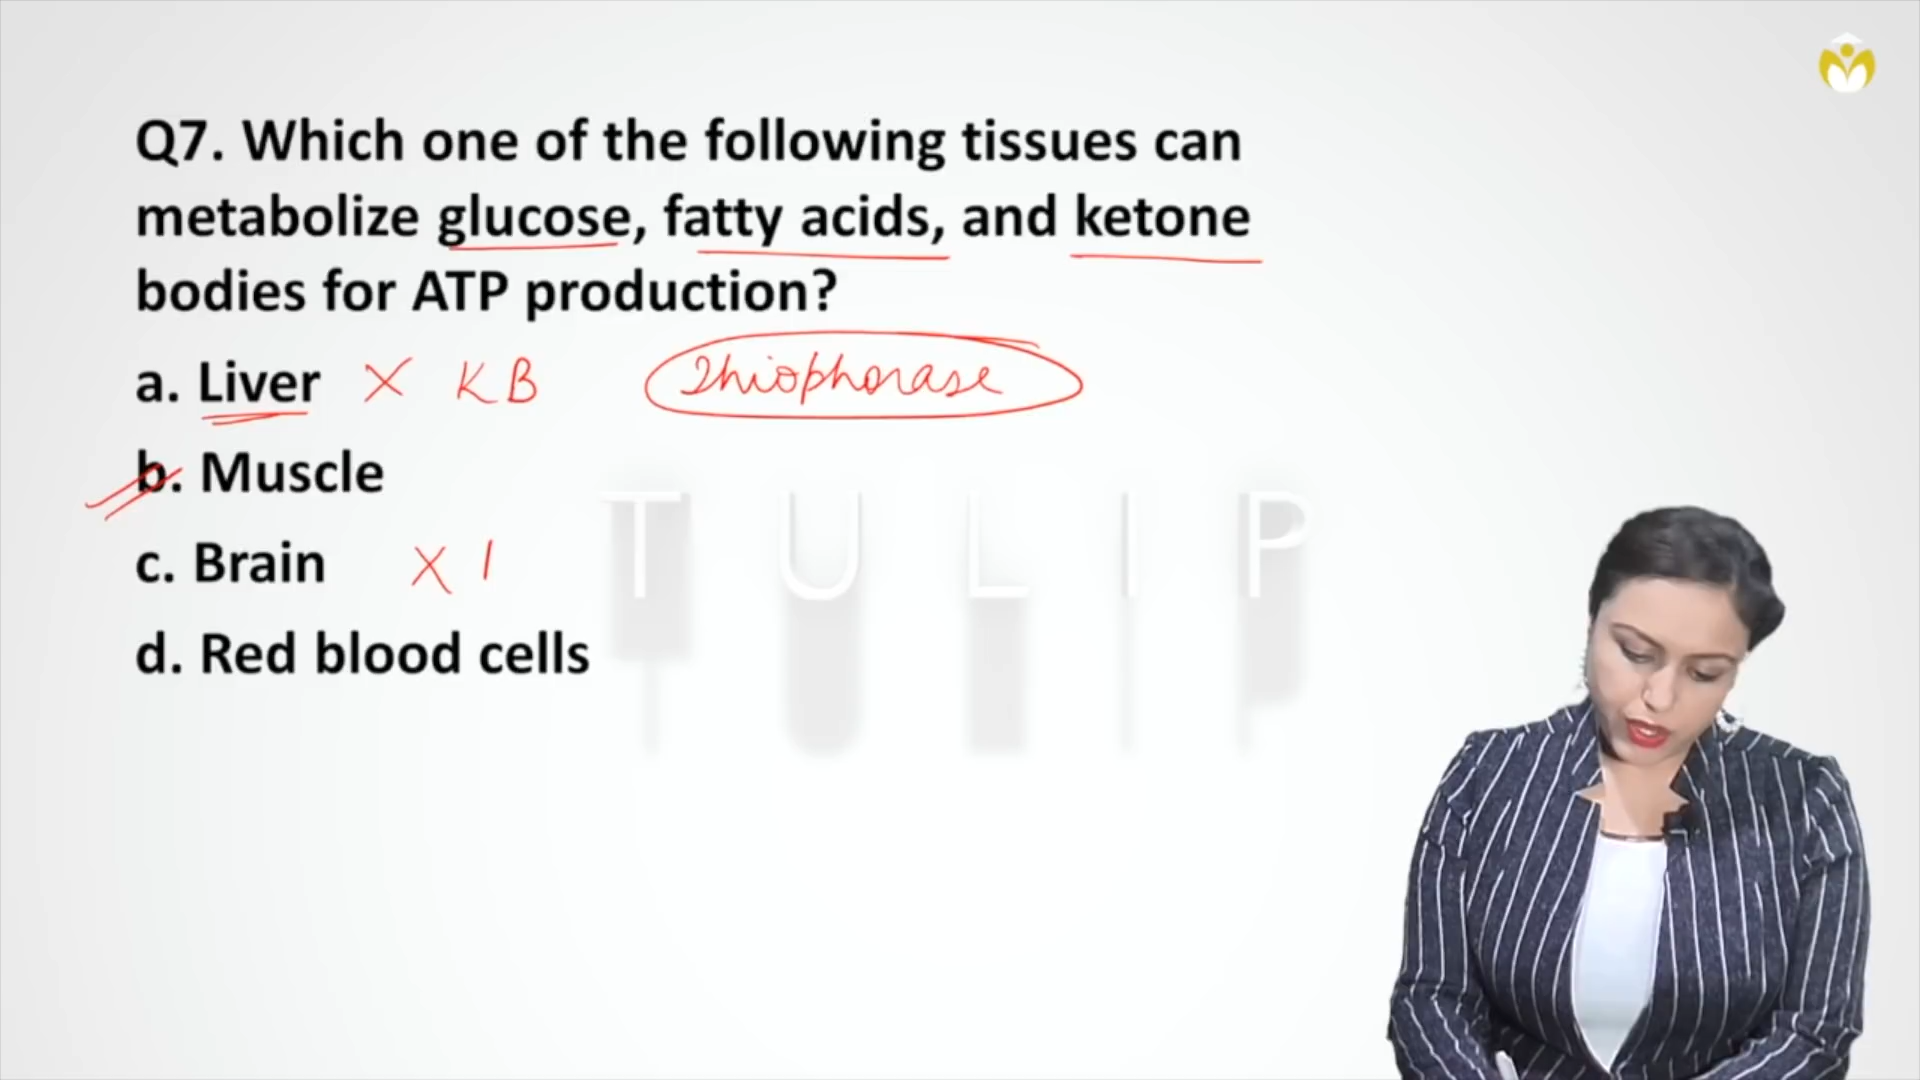 Q7. Which one of the following tissues can
metabolize glucose, fatty acids, and ketone
bodies for ATP production?
a. Liver X KB Thiophorase
b. Muscle
c. Brain X I
d. Red blood cells
TULIP